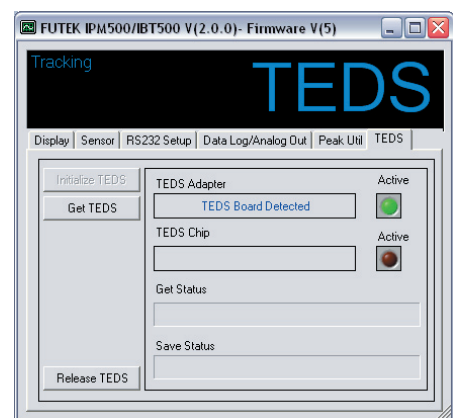 FUTEK IPM500/IBT500 V(2.0.0)- Firmware V(5)
Tracking
TEDS
Display Sensor RS232 Setup Data Log/Analog Out Peak Util TEDS
Initialize TEDS
Get TEDS
TEDS Adapter
Active
TEDS Board Detected
TEDS Chip
Active
Get Status
Save Status
Release TEDS